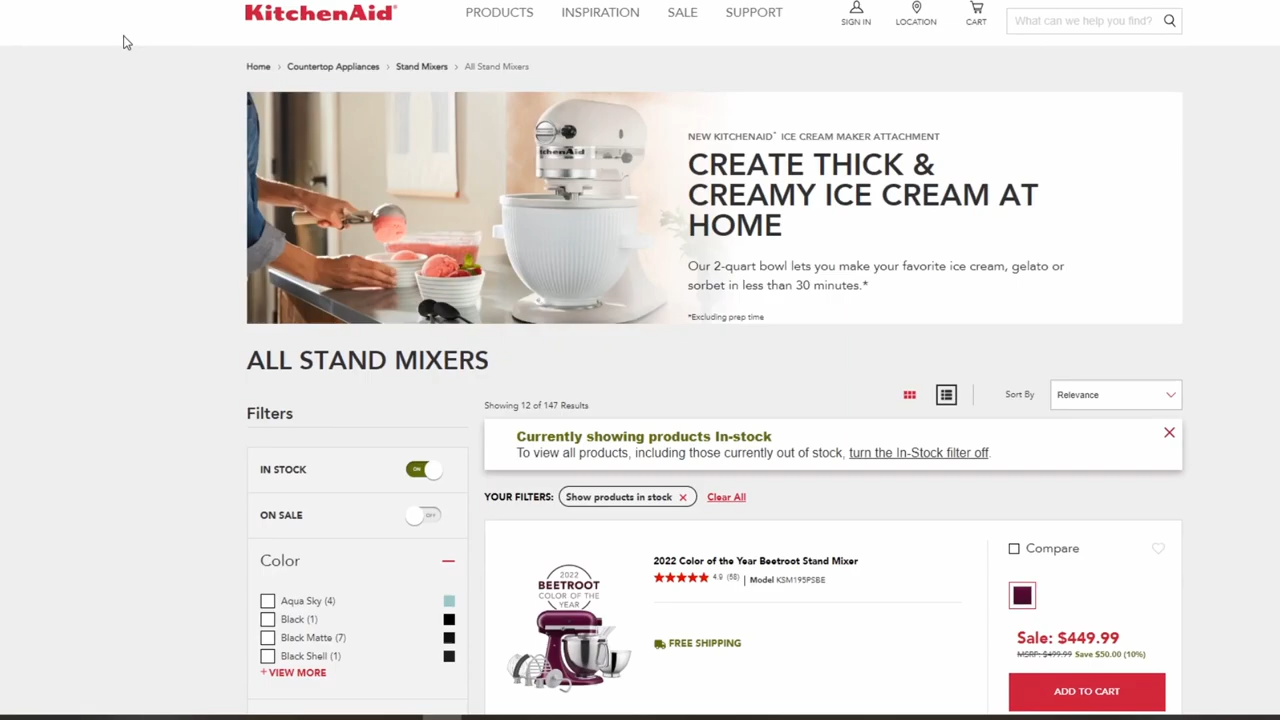 KitchenAid®
PRODUCTS INSPIRATION SALE SUPPORT
SIGN IN LOCATION CART What can we help you find?
Home › Countertop Appliances › Stand Mixers › All Stand Mixers
NEW KITCHENAID® ICE CREAM MAKER ATTACHMENT
CREATE THICK &
CREAMY ICE CREAM AT
HOME
Our 2-quart bowl lets you make your favorite ice cream, gelato or
sorbet in less than 30 minutes.*
*Excluding prep time
ALL STAND MIXERS
Filters
Showing 12 of 147 Results
Sort By Relevance
Currently showing products In-stock
To view all products, including those currently out of stock, turn the In-Stock filter off.
IN STOCK ON
ON SALE OFF
Color
Aqua Sky (4)
Black (1)
Black Matte (7)
Black Shell (1)
+VIEW MORE
YOUR FILTERS: Show products in stock Clear All
2022
BEETROOT
COLOR OF THE
YEAR
2022 Color of the Year Beetroot Stand Mixer
4.9 (58) | Model KSM195PSBE
FREE SHIPPING
Compare
Sale: $449.99
MSRP: $499.99 Save $50.00 (10%)
ADD TO CART